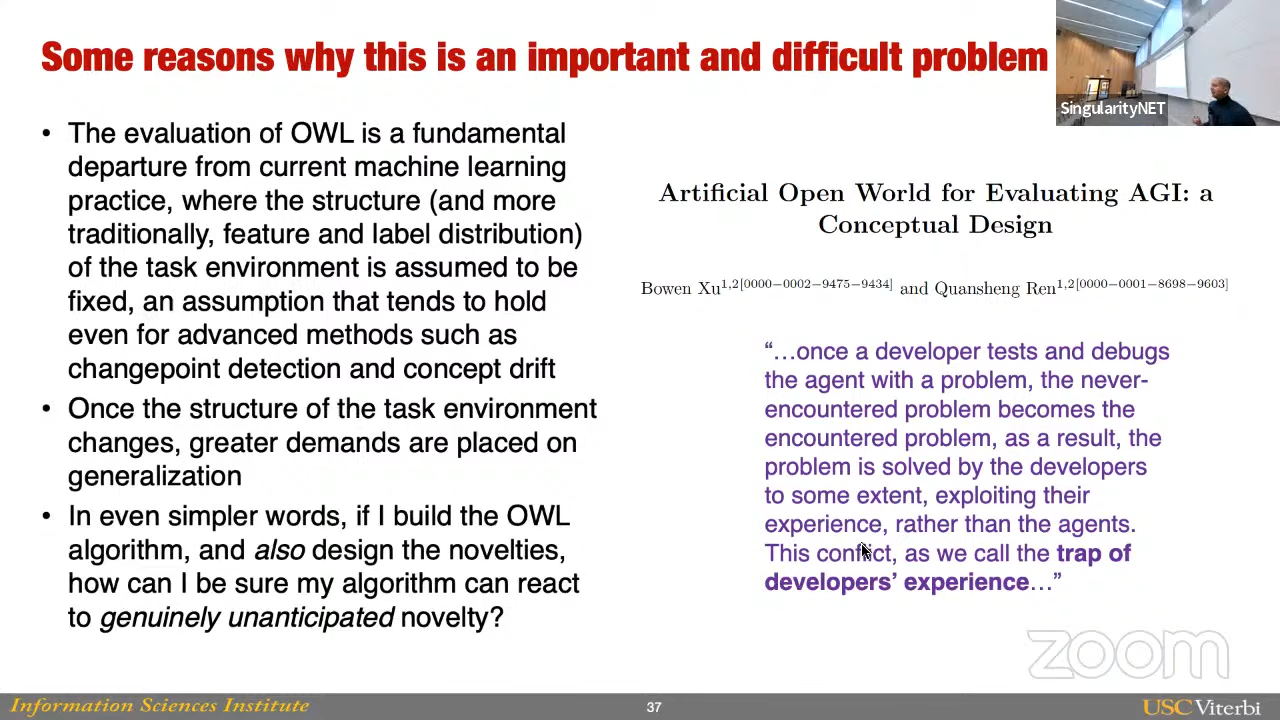 Some reasons why this is an important and difficult problem
SingularityNET
• The evaluation of OWL is a fundamental
departure from current machine learning
practice, where the structure (and more
traditionally, feature and label distribution)
of the task environment is assumed to be
fixed, an assumption that tends to hold
even for advanced methods such as
changepoint detection and concept drift
• Once the structure of the task environment
changes, greater demands are placed on
generalization
• In even simpler words, if I build the OWL
algorithm, and also design the novelties,
how can I be sure my algorithm can react
to genuinely unanticipated novelty?
Artificial Open World for Evaluating AGI: a
Conceptual Design
Bowen Xu1,2[0000−0002−9475−9434] and Quansheng Ren1,2[0000−0001−8698−9603]
“…once a developer tests and debugs
the agent with a problem, the never-
encountered problem becomes the
encountered problem, as a result, the
problem is solved by the developers
to some extent, exploiting their
experience, rather than the agents.
This conflict, as we call the trap of
developers’ experience…”
zoom
Information Sciences Institute
37
USC Viterbi